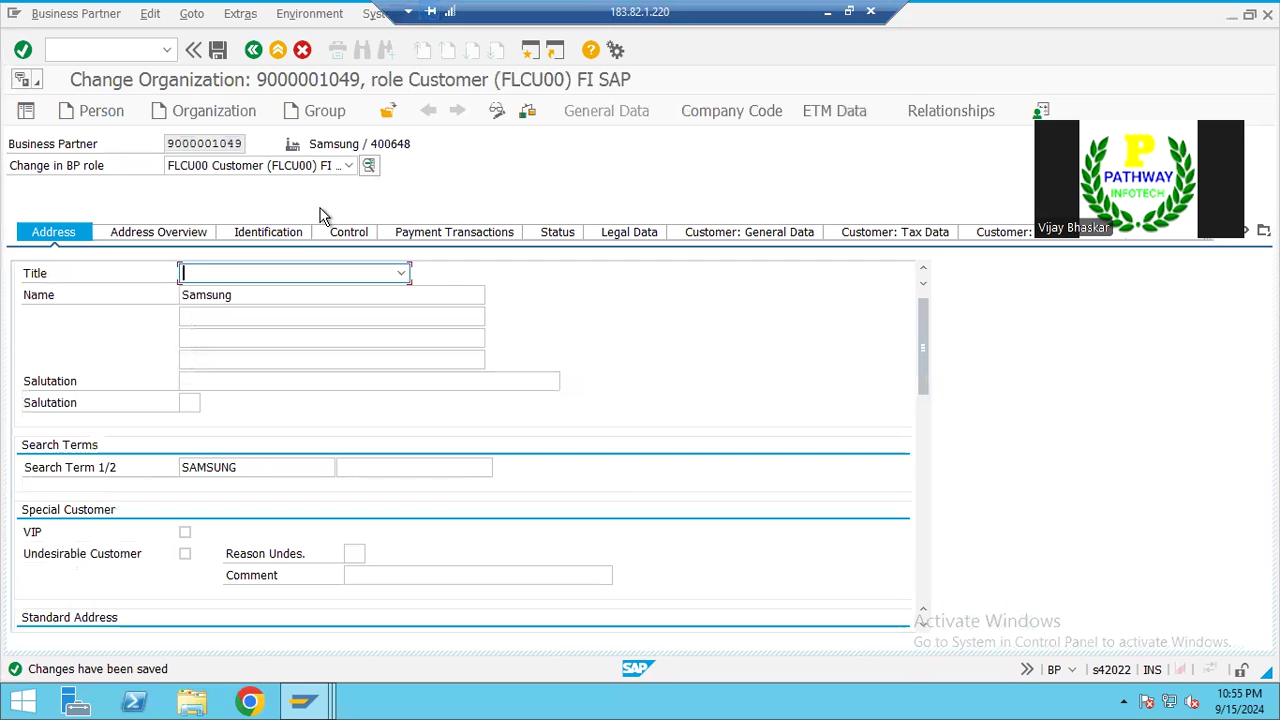 Business Partner Edit Goto Extras Environment Sys
183.82.1.220
Change Organization: 9000001049, role Customer (FLCU00) FI SAP
Person Organization Group General Data Company Code ETM Data Relationships
Business Partner 9000001049 Samsung / 400648
Change in BP role FLCU00 Customer (FLCU00) FI ...
P
PATHWAY
INFOTECH
Vijay Bhaskar
Address Address Overview Identification Control Payment Transactions Status Legal Data Customer: General Data Customer: Tax Data Customer:
Title
Name Samsung
Salutation
Salutation
Search Terms
Search Term 1/2 SAMSUNG
Special Customer
VIP
Undesirable Customer Reason Undes.
Comment
Standard Address
Activate Windows
Go to System in Control Panel to activate Windows.
Changes have been saved SAP BP s42022 INS
10:55 PM
9/15/2024